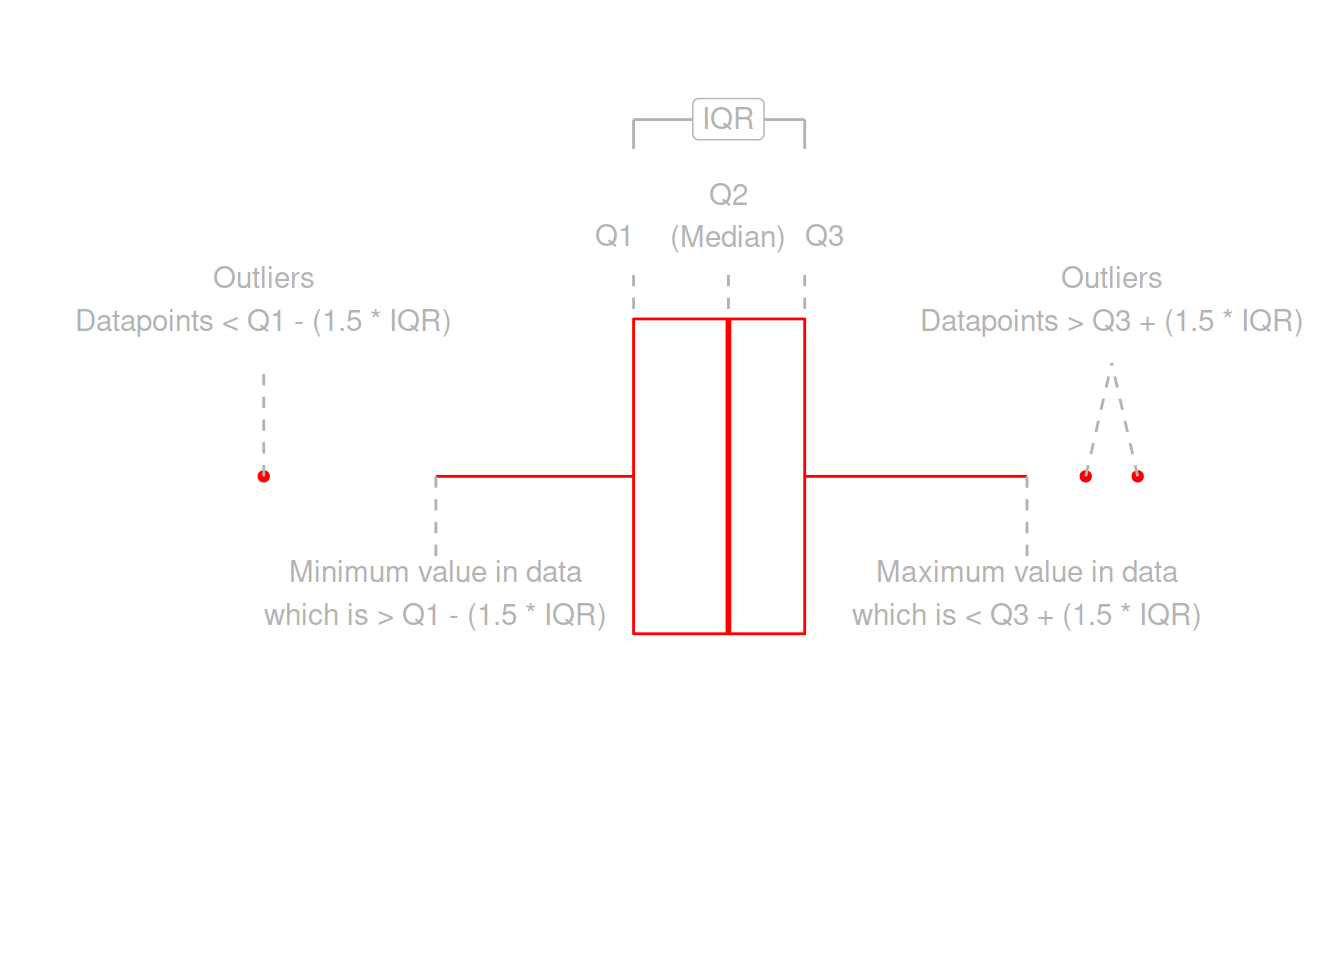 IQR
Q2
(Median)
Q1
Q3
Outliers
Datapoints < Q1 - (1.5 * IQR)
Outliers
Datapoints > Q3 + (1.5 * IQR)
Minimum value in data
which is > Q1 - (1.5 * IQR)
Maximum value in data
which is < Q3 + (1.5 * IQR)